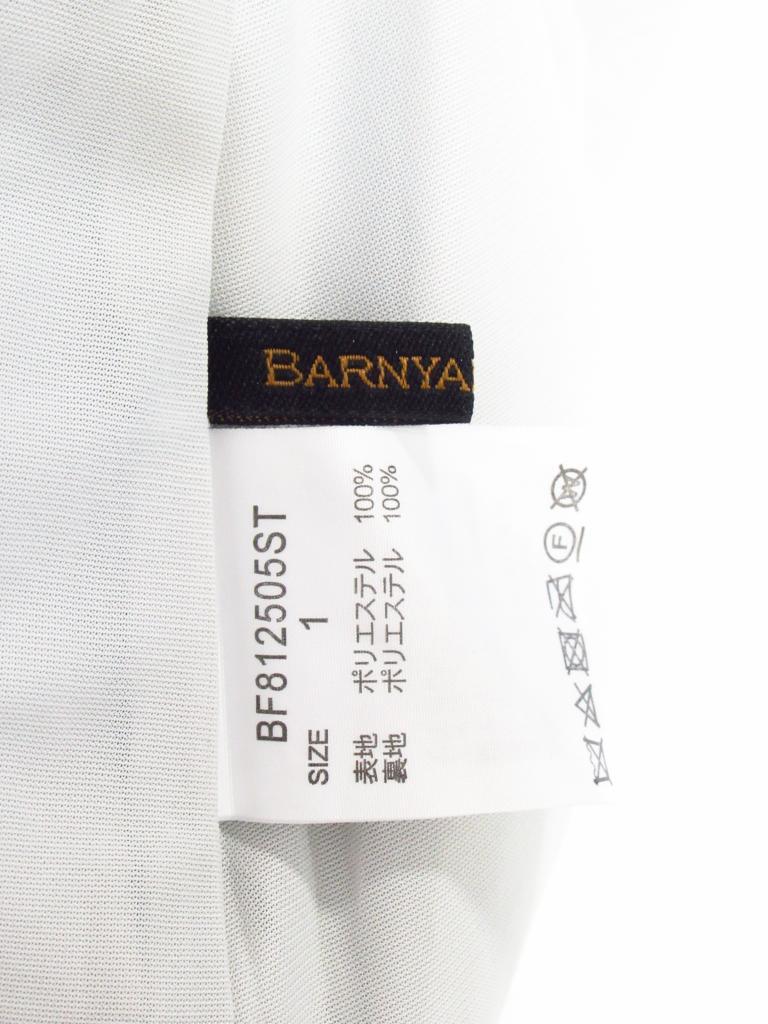 BARNYA
BF812505ST
SIZE 1
表地 ポリエステル 100%
裏地 ポリエステル 100%
F